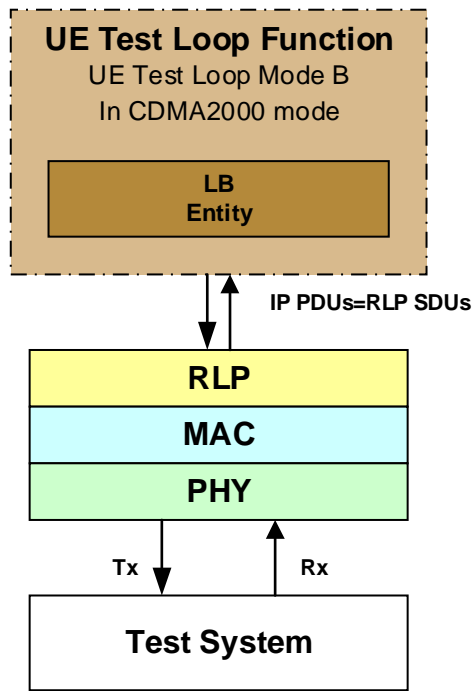 UE Test Loop Function
UE Test Loop Mode B
In CDMA2000 mode
LB
Entity
IP PDUs=RLP SDUs
RLP
MAC
PHY
Tx
Rx
Test System